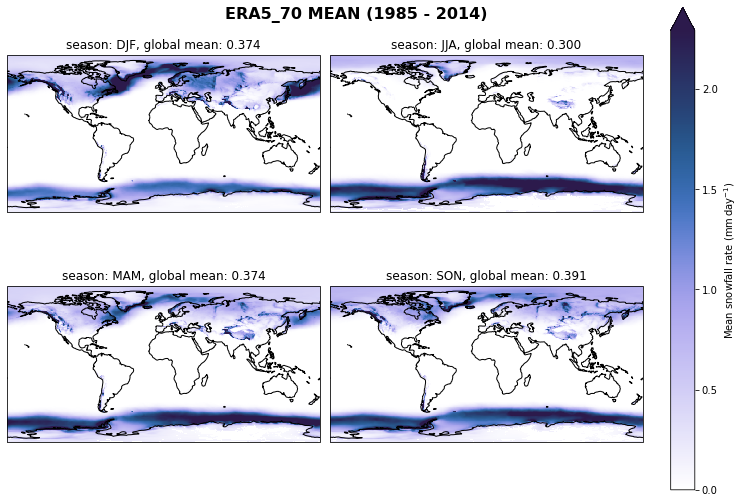 ERA5_70 MEAN (1985 - 2014)
season: DJF, global mean: 0.374
season: JJA, global mean: 0.300
season: MAM, global mean: 0.374
season: SON, global mean: 0.391
2.0
1.5
1.0
0.5
0.0
Mean snowfall rate (mm day⁻¹)